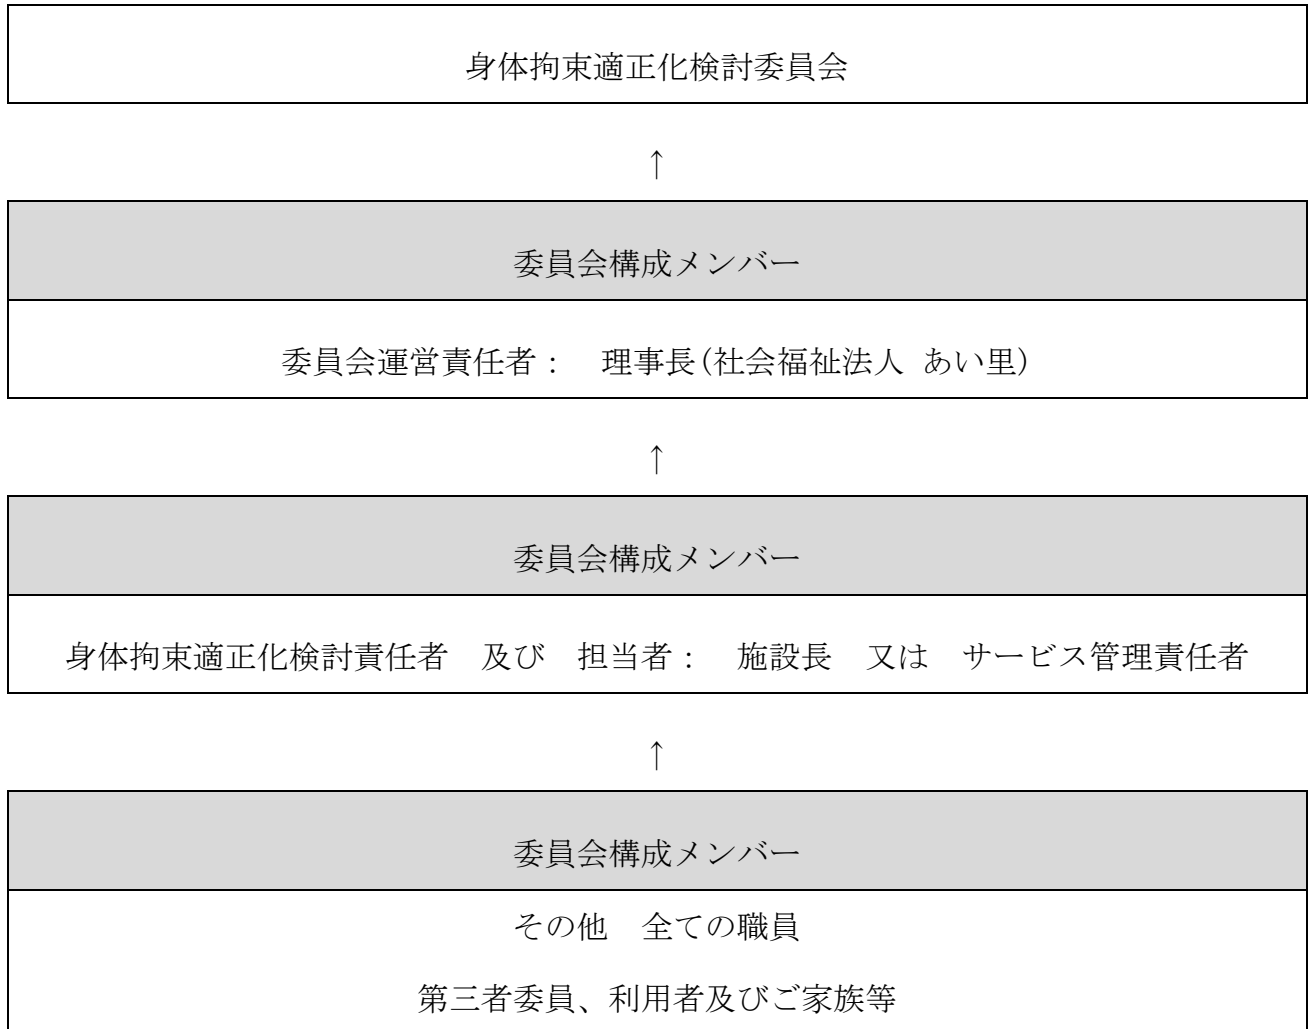 身体拘束適正化検討委員会
↑
委員会構成メンバー
委員会運営責任者：　理事長(社会福祉法人 あい里)
↑
委員会構成メンバー
身体拘束適正化検討責任者　及び　担当者：　施設長　又は　サービス管理責任者
↑
委員会構成メンバー
その他　全ての職員
第三者委員、利用者及びご家族等